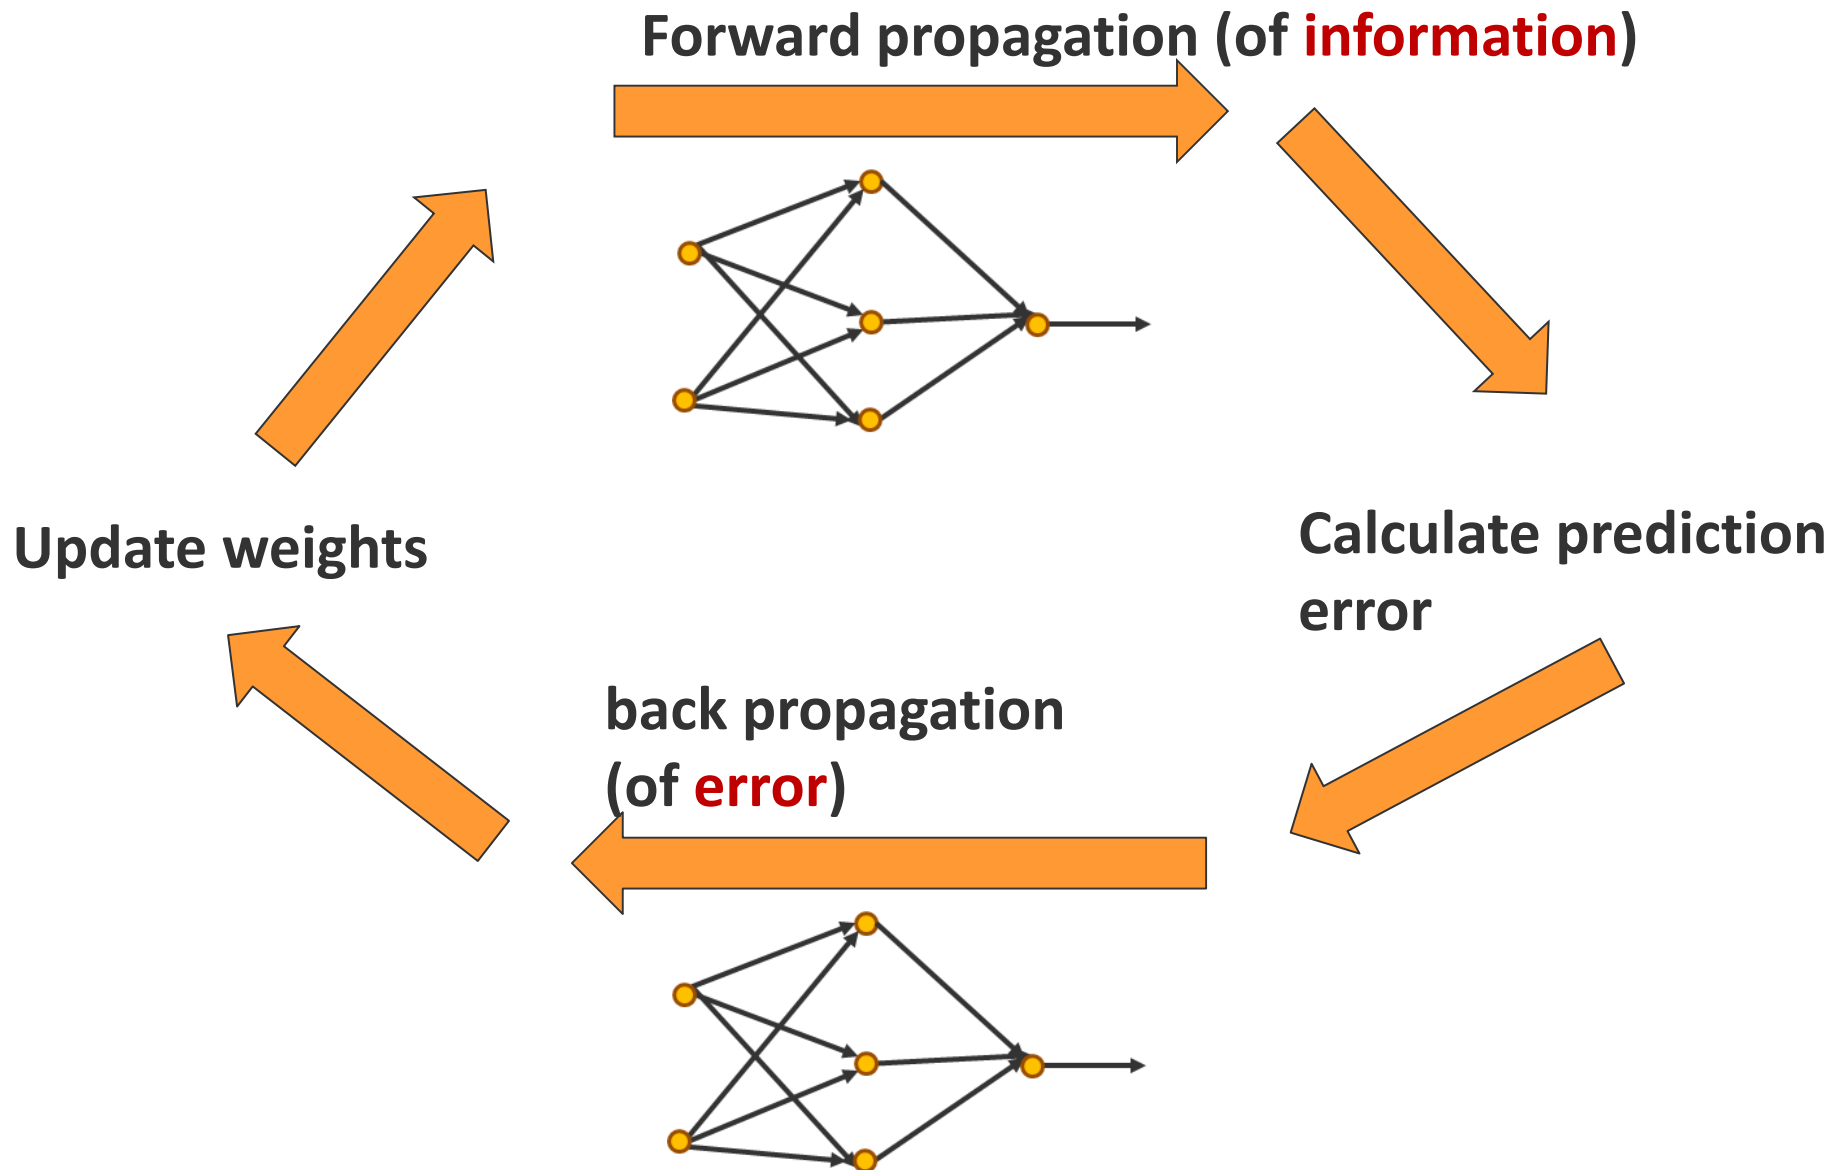 Forward propagation (of information)
Update weights
Calculate prediction
error
back propagation
(of error)